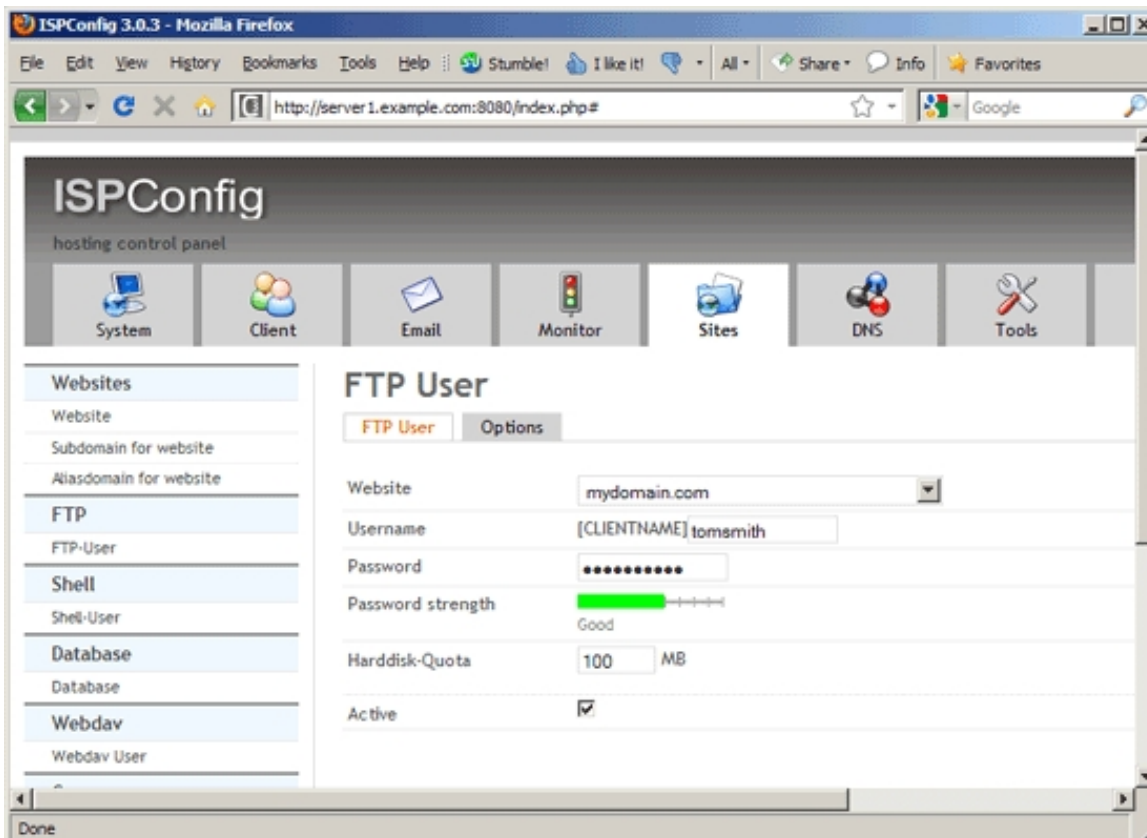 ISPConfig 3.0.3 - Mozilla Firefox
File Edit View History Bookmarks Tools Help Stumble! I like it! All Share Info Favorites
http://server1.example.com:8080/index.php# Google
ISPConfig
hosting control panel
System Client Email Monitor Sites DNS Tools
Websites
Website
Subdomain for website
Aliasdomain for website
FTP
FTP-User
Shell
Shell-User
Database
Database
Webdav
Webdav User
FTP User
FTP User Options
Website mydomain.com
Username [CLIENTNAME] tomsmith
Password ••••••••••
Password strength
Good
Harddisk-Quota 100 MB
Active
Done